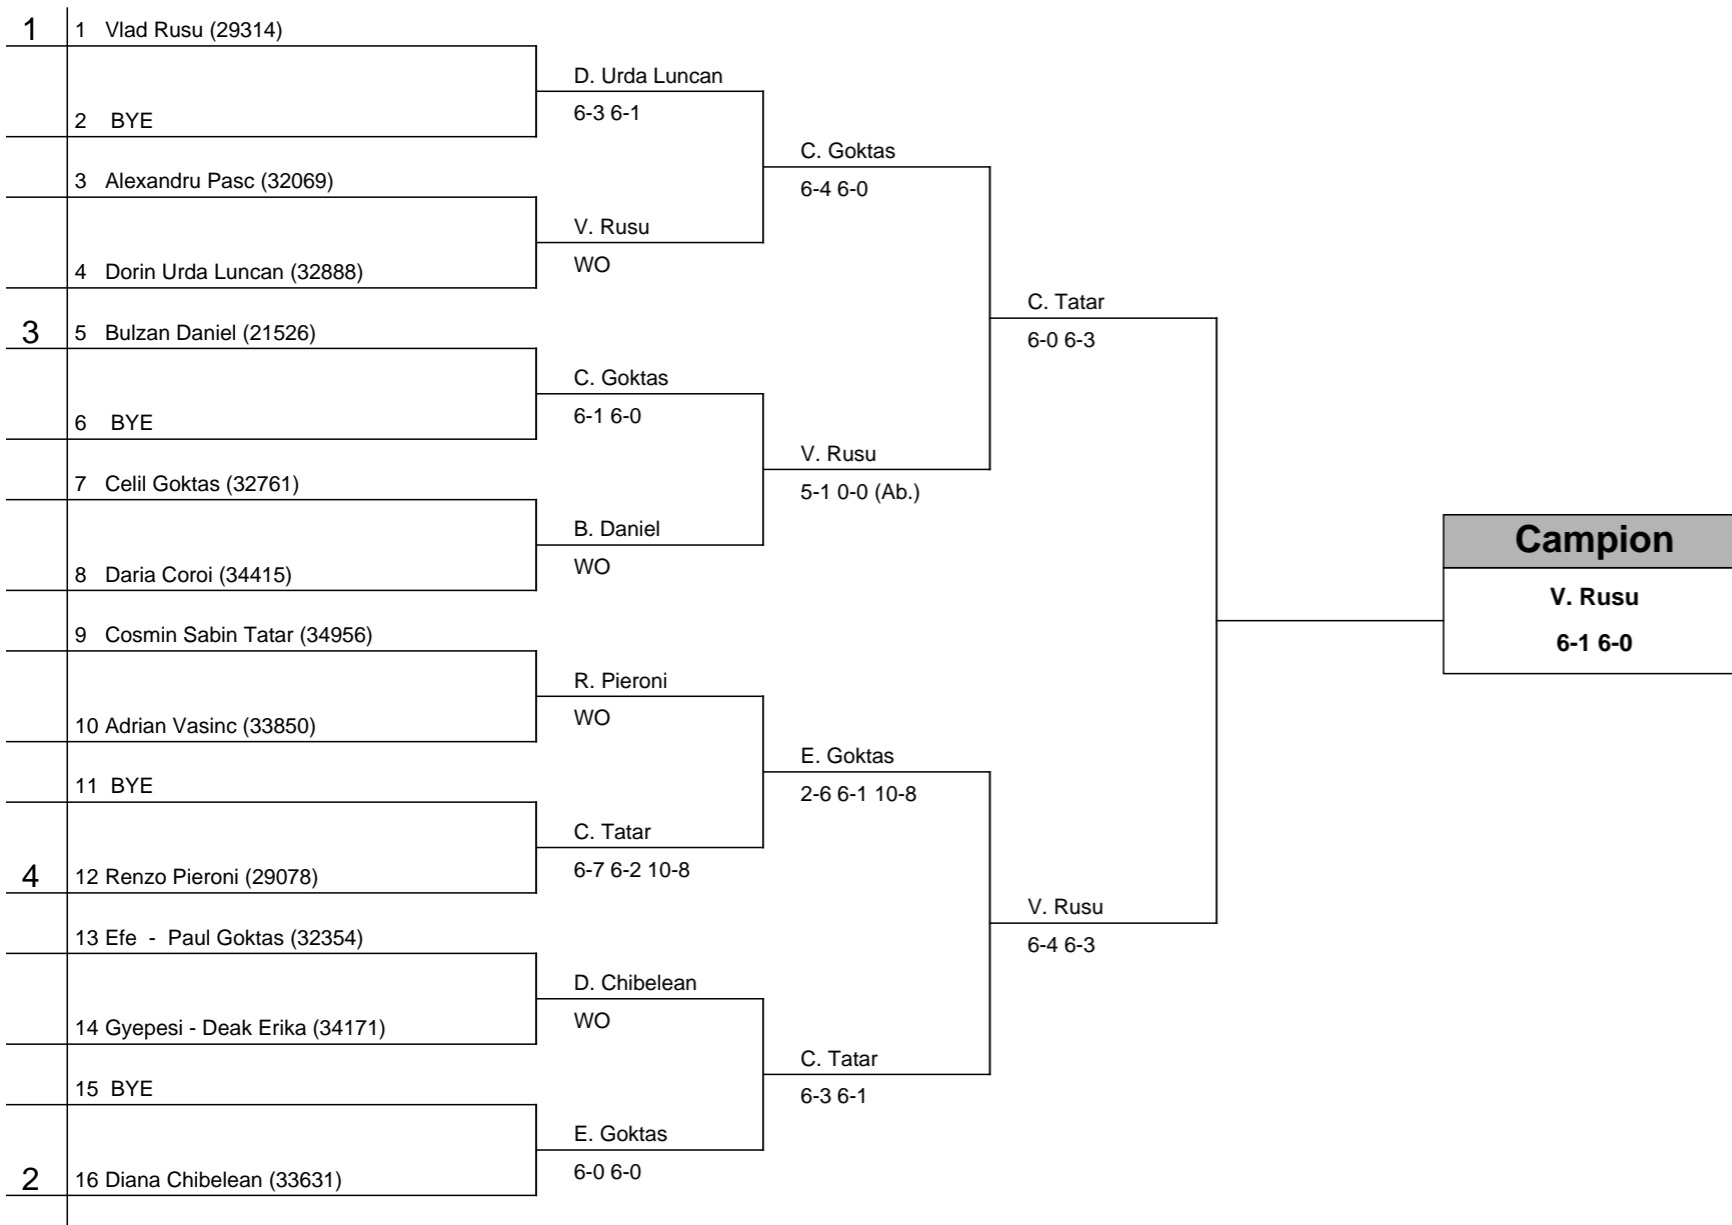 1 1 Vlad Rusu (29314)
D. Urda Luncan
6-3 6-1
2 BYE
C. Goktas
6-4 6-0
3 Alexandru Pasc (32069)
V. Rusu
WO
4 Dorin Urda Luncan (32888)
C. Tatar
6-0 6-3
3 5 Bulzan Daniel (21526)
C. Goktas
6-1 6-0
6 BYE
V. Rusu
5-1 0-0 (Ab.)
7 Celil Goktas (32761)
B. Daniel
WO
8 Daria Coroi (34415)
Campion
V. Rusu
6-1 6-0
9 Cosmin Sabin Tatar (34956)
R. Pieroni
WO
10 Adrian Vasinc (33850)
E. Goktas
2-6 6-1 10-8
11 BYE
C. Tatar
6-7 6-2 10-8
4 12 Renzo Pieroni (29078)
V. Rusu
6-4 6-3
13 Efe - Paul Goktas (32354)
D. Chibelean
WO
14 Gyepesi - Deak Erika (34171)
C. Tatar
6-3 6-1
15 BYE
E. Goktas
6-0 6-0
2 16 Diana Chibelean (33631)